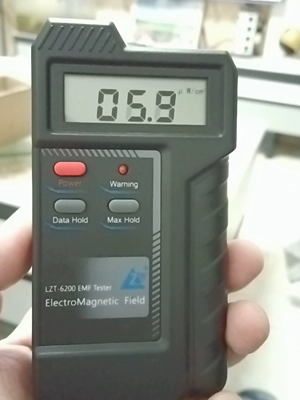 05.9
μW/cm²
Power
Warning
Data Hold
Max Hold
LZT-6200 EMF Tester
ElectroMagnetic Field